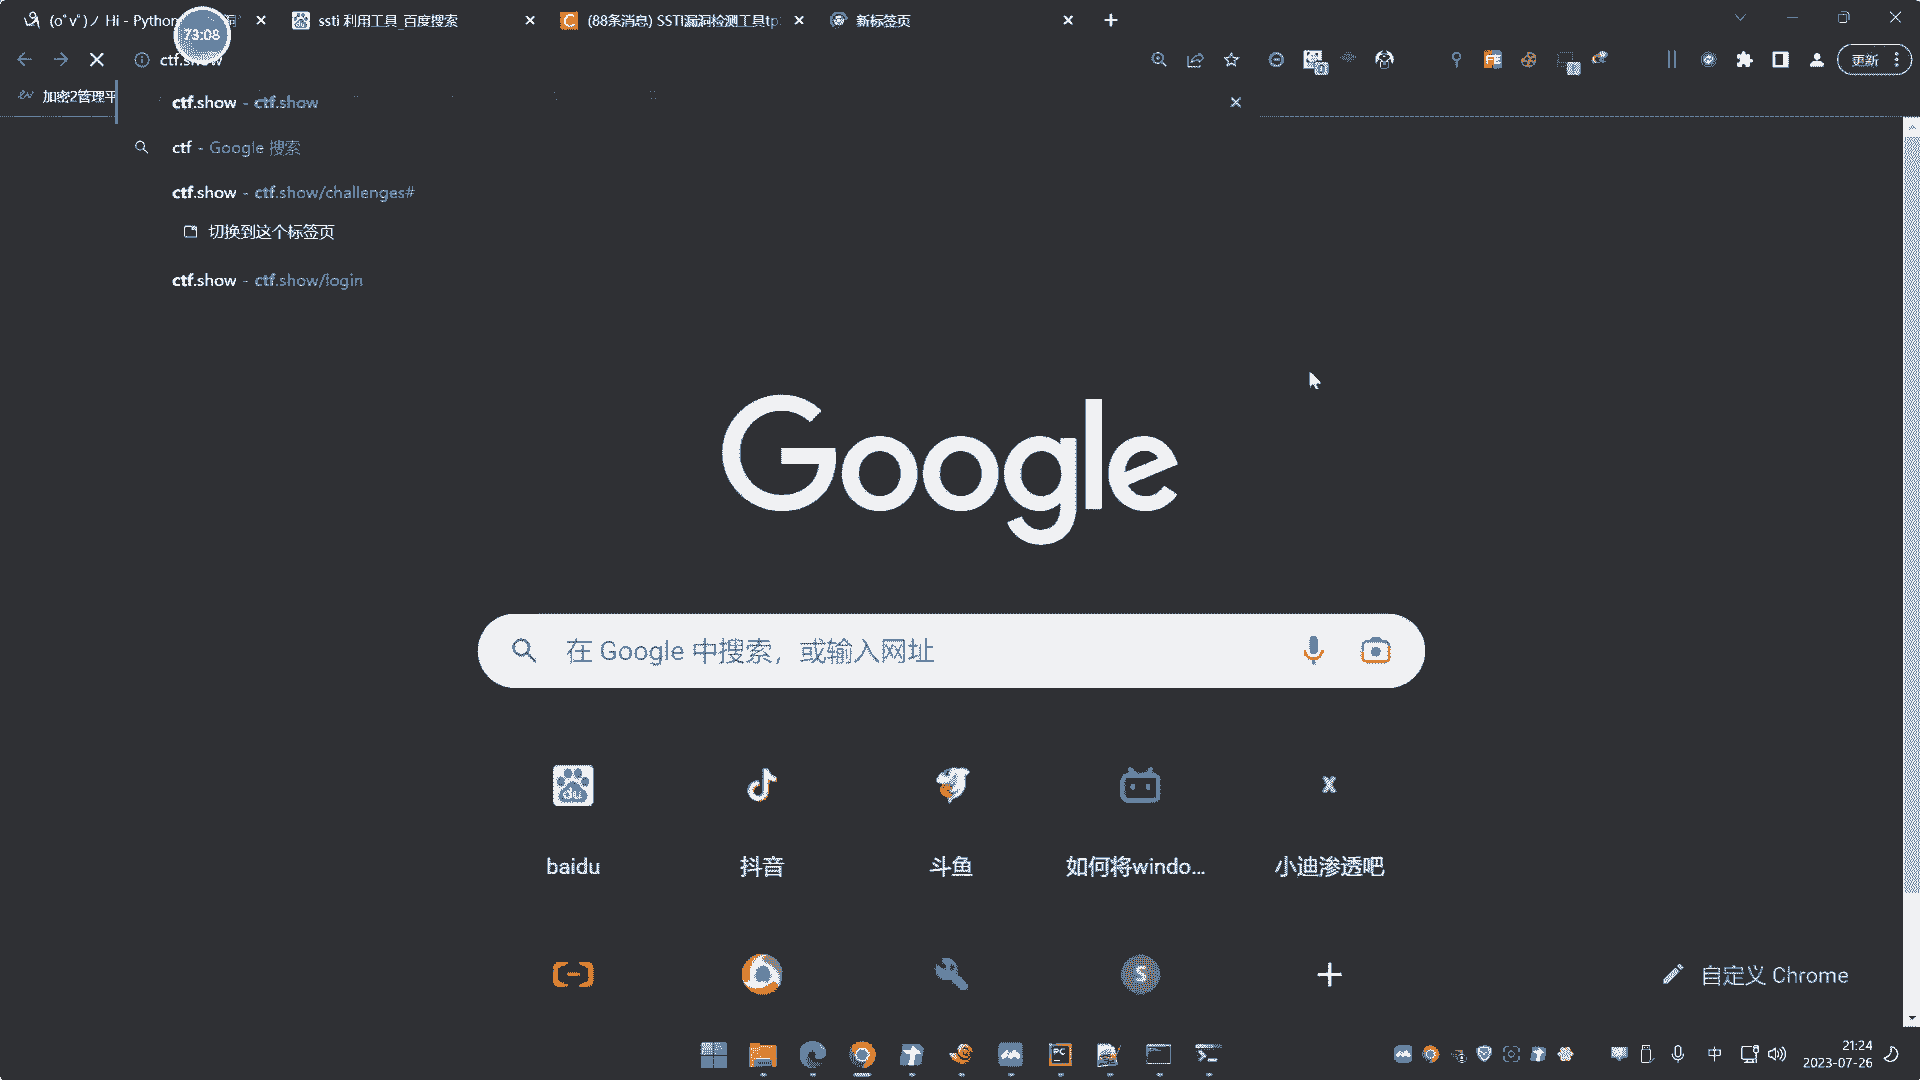 (oﾟvﾟ)ノ Hi - Python
ssti 利用工具_百度搜索
(88条消息) SSTI漏洞检测工具tp
新标签页
73:08
ctf.show
更新
加密2管理平
ctf.show - ctf.show
ctf - Google 搜索
ctf.show - ctf.show/challenges#
切换到这个标签页
ctf.show - ctf.show/login
Google
在 Google 中搜索，或输入网址
du
baidu
抖音
斗鱼
如何将windo...
X
小迪渗透吧
S
自定义 Chrome
中
21:24
2023-07-26